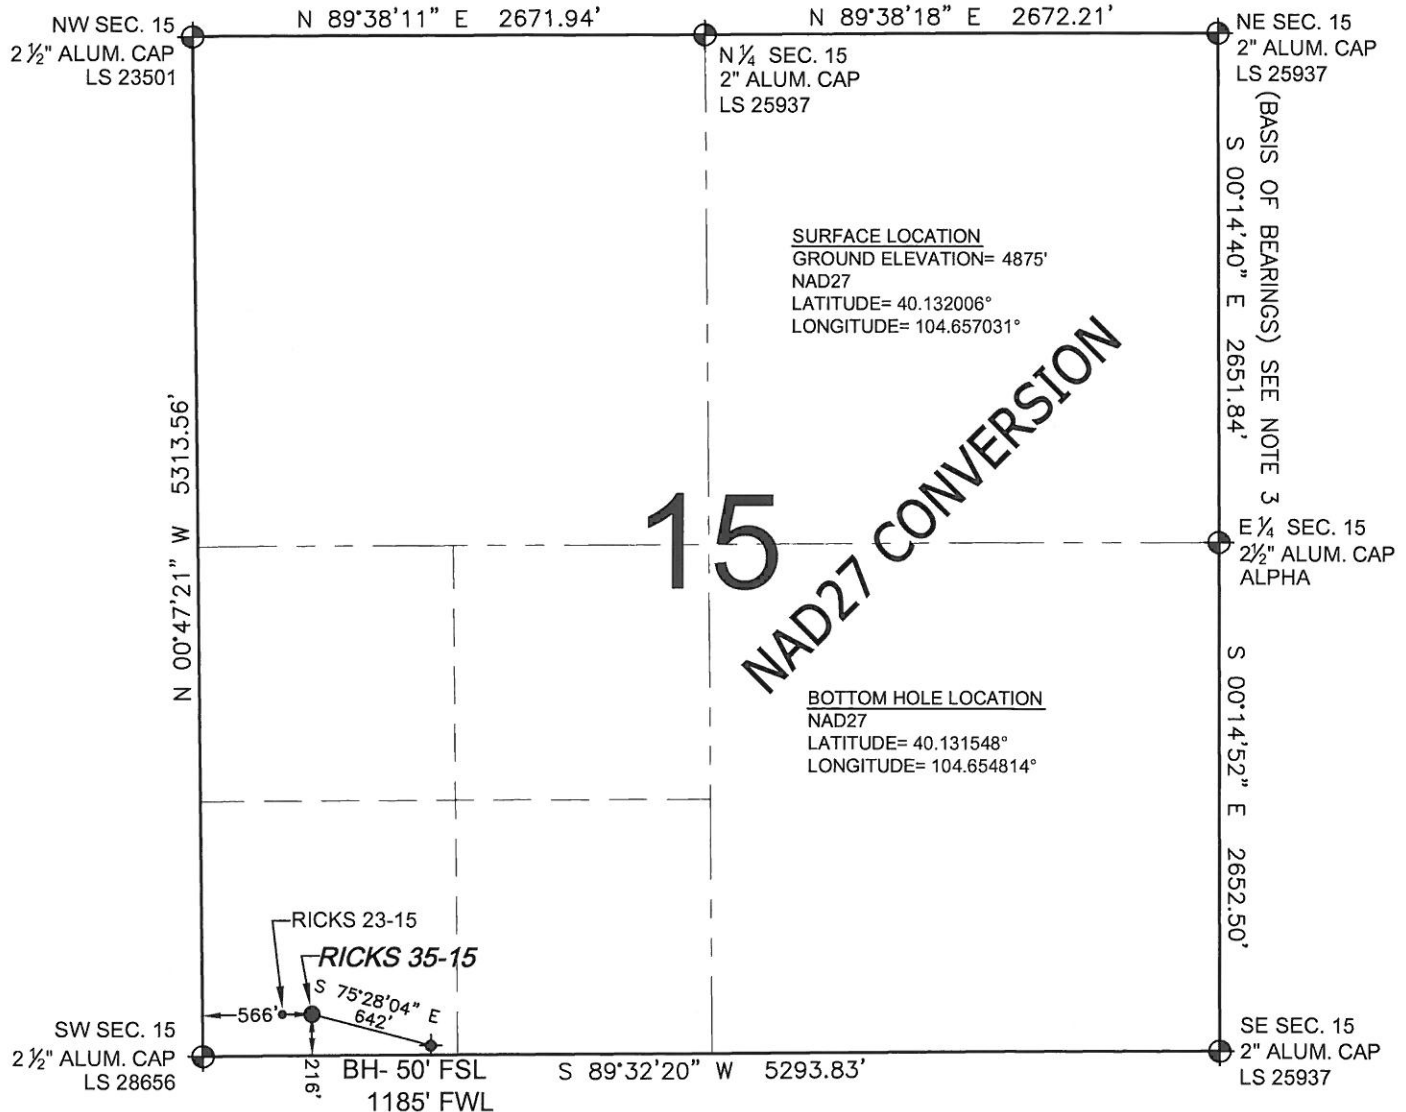 N 89°38'11" E 2671.94'
N 89°38'18" E 2672.21'
NW SEC. 15
2 ½" ALUM. CAP
LS 23501
N ¼ SEC. 15
2" ALUM. CAP
LS 25937
NE SEC. 15
2" ALUM. CAP
LS 25937
(BASIS OF BEARINGS) SEE NOTE 3
S 00°14'40" E 2651.84'
SURFACE LOCATION
GROUND ELEVATION= 4875'
NAD27
LATITUDE= 40.132006°
LONGITUDE= 104.657031°
NAD27 CONVERSION
N 00°47'21" W 5313.56'
15
E ¼ SEC. 15
2½" ALUM. CAP
ALPHA
BOTTOM HOLE LOCATION
NAD27
LATITUDE= 40.131548°
LONGITUDE= 104.654814°
S 00°14'52" E 2652.50'
RICKS 23-15
RICKS 35-15
S 75°28'04" E
642'
566'
216'
SW SEC. 15
2 ½" ALUM. CAP
LS 28656
BH- 50' FSL
1185' FWL
S 89°32'20" W 5293.83'
SE SEC. 15
2" ALUM. CAP
LS 25937